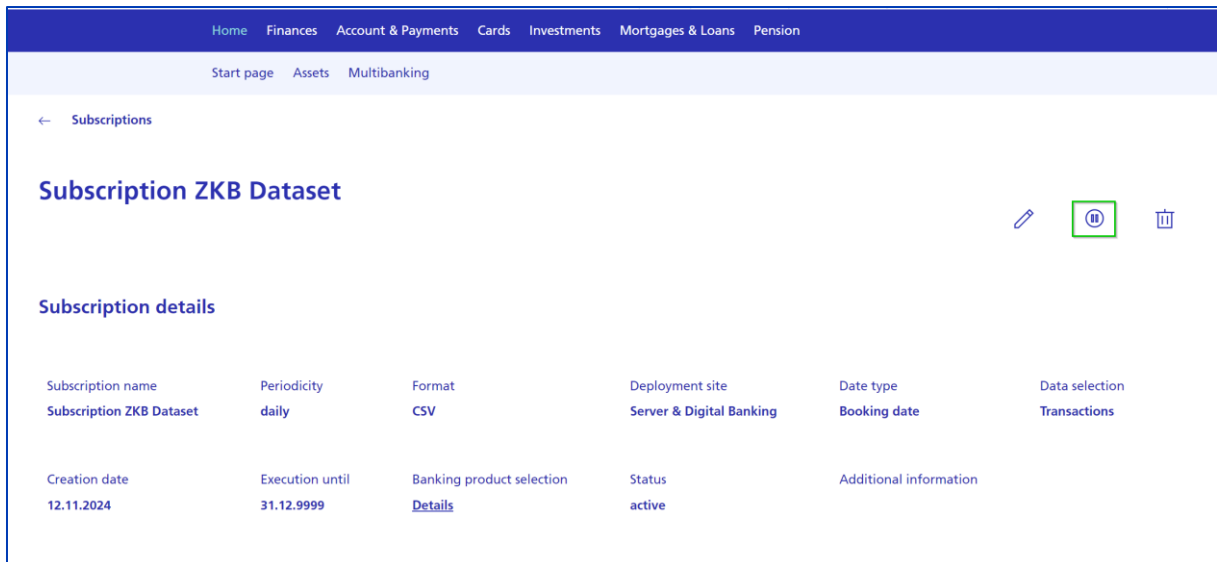 Home Finances Account & Payments Cards Investments Mortgages & Loans Pension
Start page Assets Multibanking
← Subscriptions
Subscription ZKB Dataset
Subscription details
Subscription name Periodicity Format Deployment site Date type Data selection
Subscription ZKB Dataset daily CSV Server & Digital Banking Booking date Transactions
Creation date Execution until Banking product selection Status Additional information
12.11.2024 31.12.9999 Details active